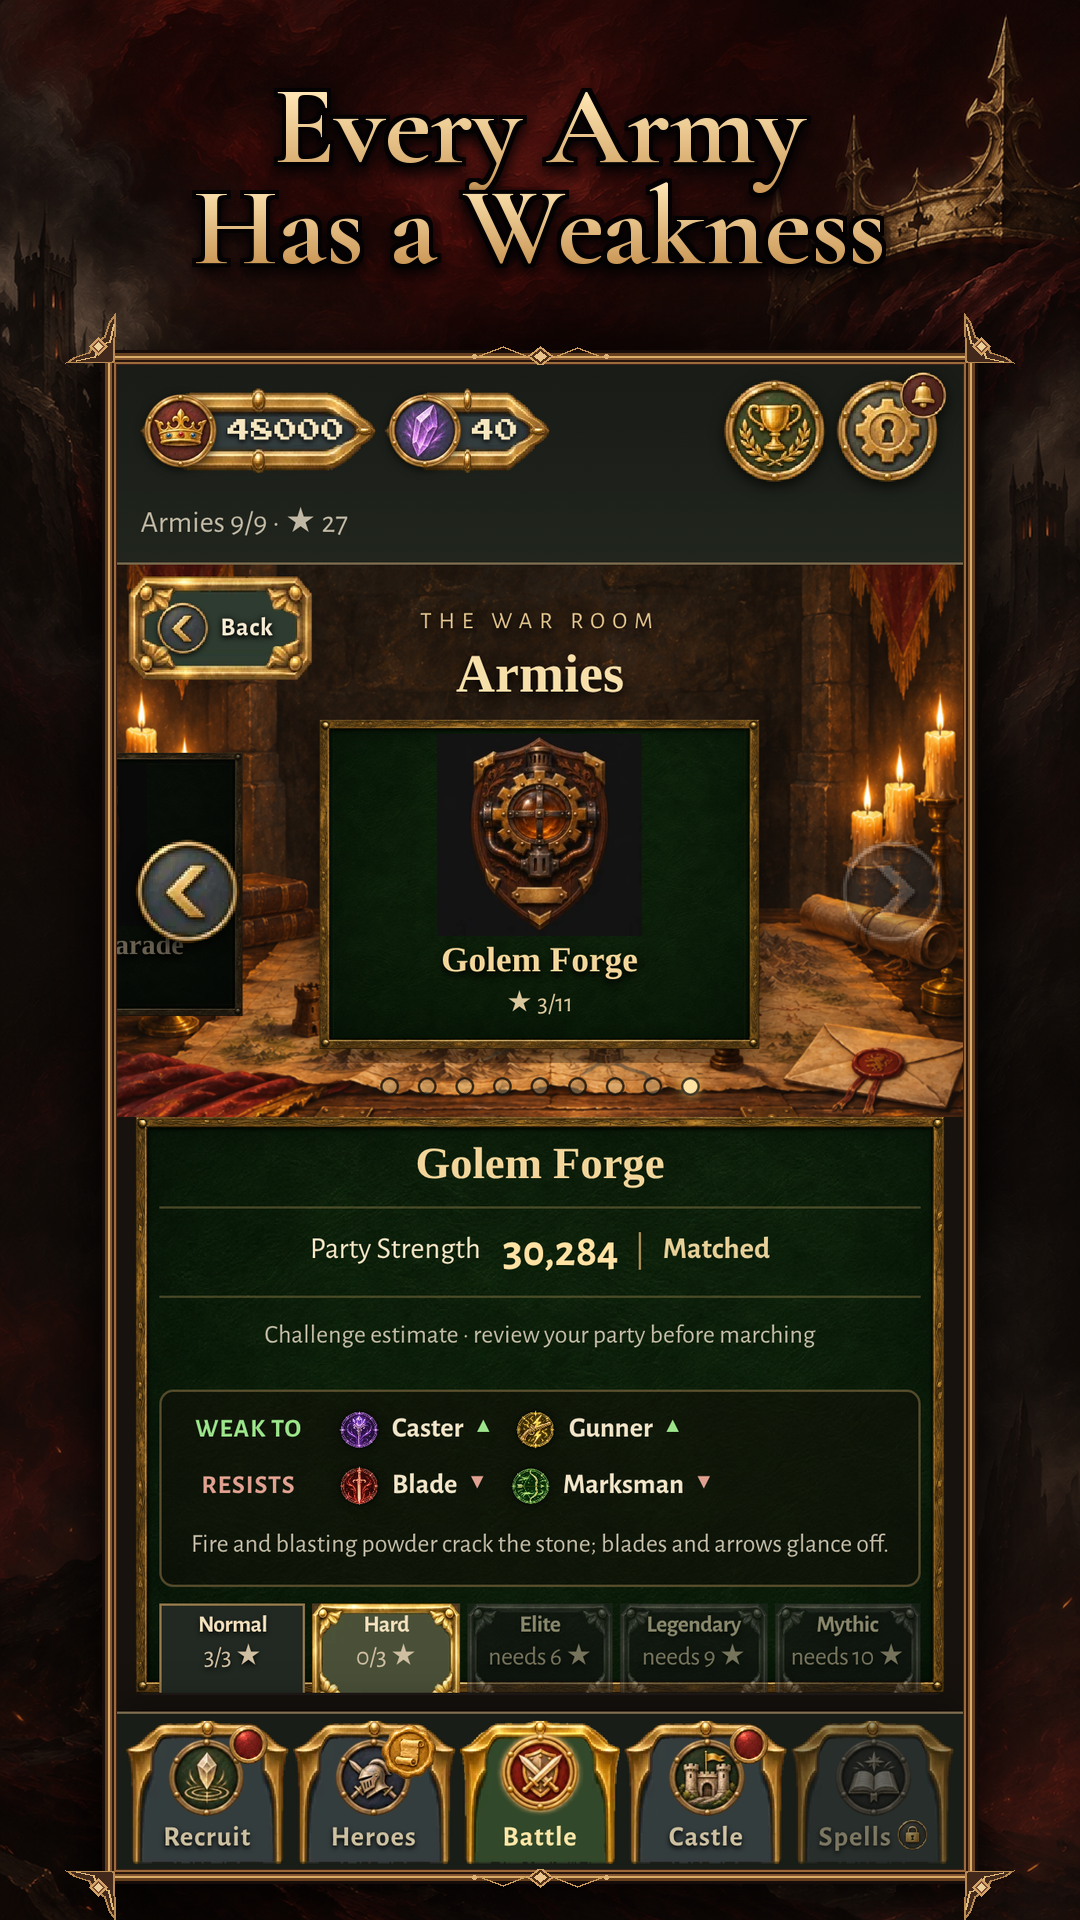 Every Army
Has a Weakness
48000
40
Armies 9/9 · ★ 27
Back
THE WAR ROOM
Armies
arade
Golem Forge
★ 3/11
Golem Forge
Party Strength 30,284 | Matched
Challenge estimate · review your party before marching
WEAK TO Caster ▲ Gunner ▲
RESISTS Blade ▼ Marksman ▼
Fire and blasting powder crack the stone; blades and arrows glance off.
Normal Hard Elite Legendary Mythic
3/3 ★ 0/3 ★ needs 6 ★ needs 9 ★ needs 10 ★
Recruit Heroes Battle Castle Spells